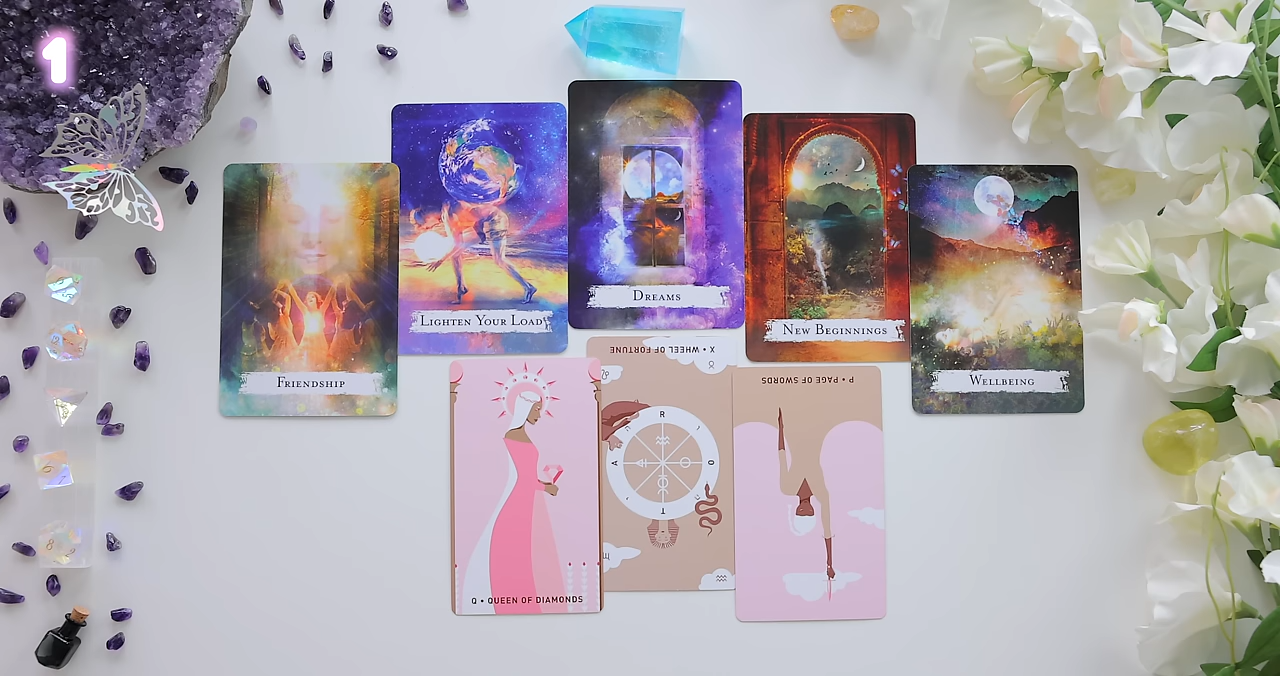 1
FRIENDSHIP
LIGHTEN YOUR LOAD
DREAMS
NEW BEGINNINGS
WELLBEING
Q • QUEEN OF DIAMONDS
X • WHEEL OF FORTUNE
R
O
T
A
P • PAGE OF SWORDS